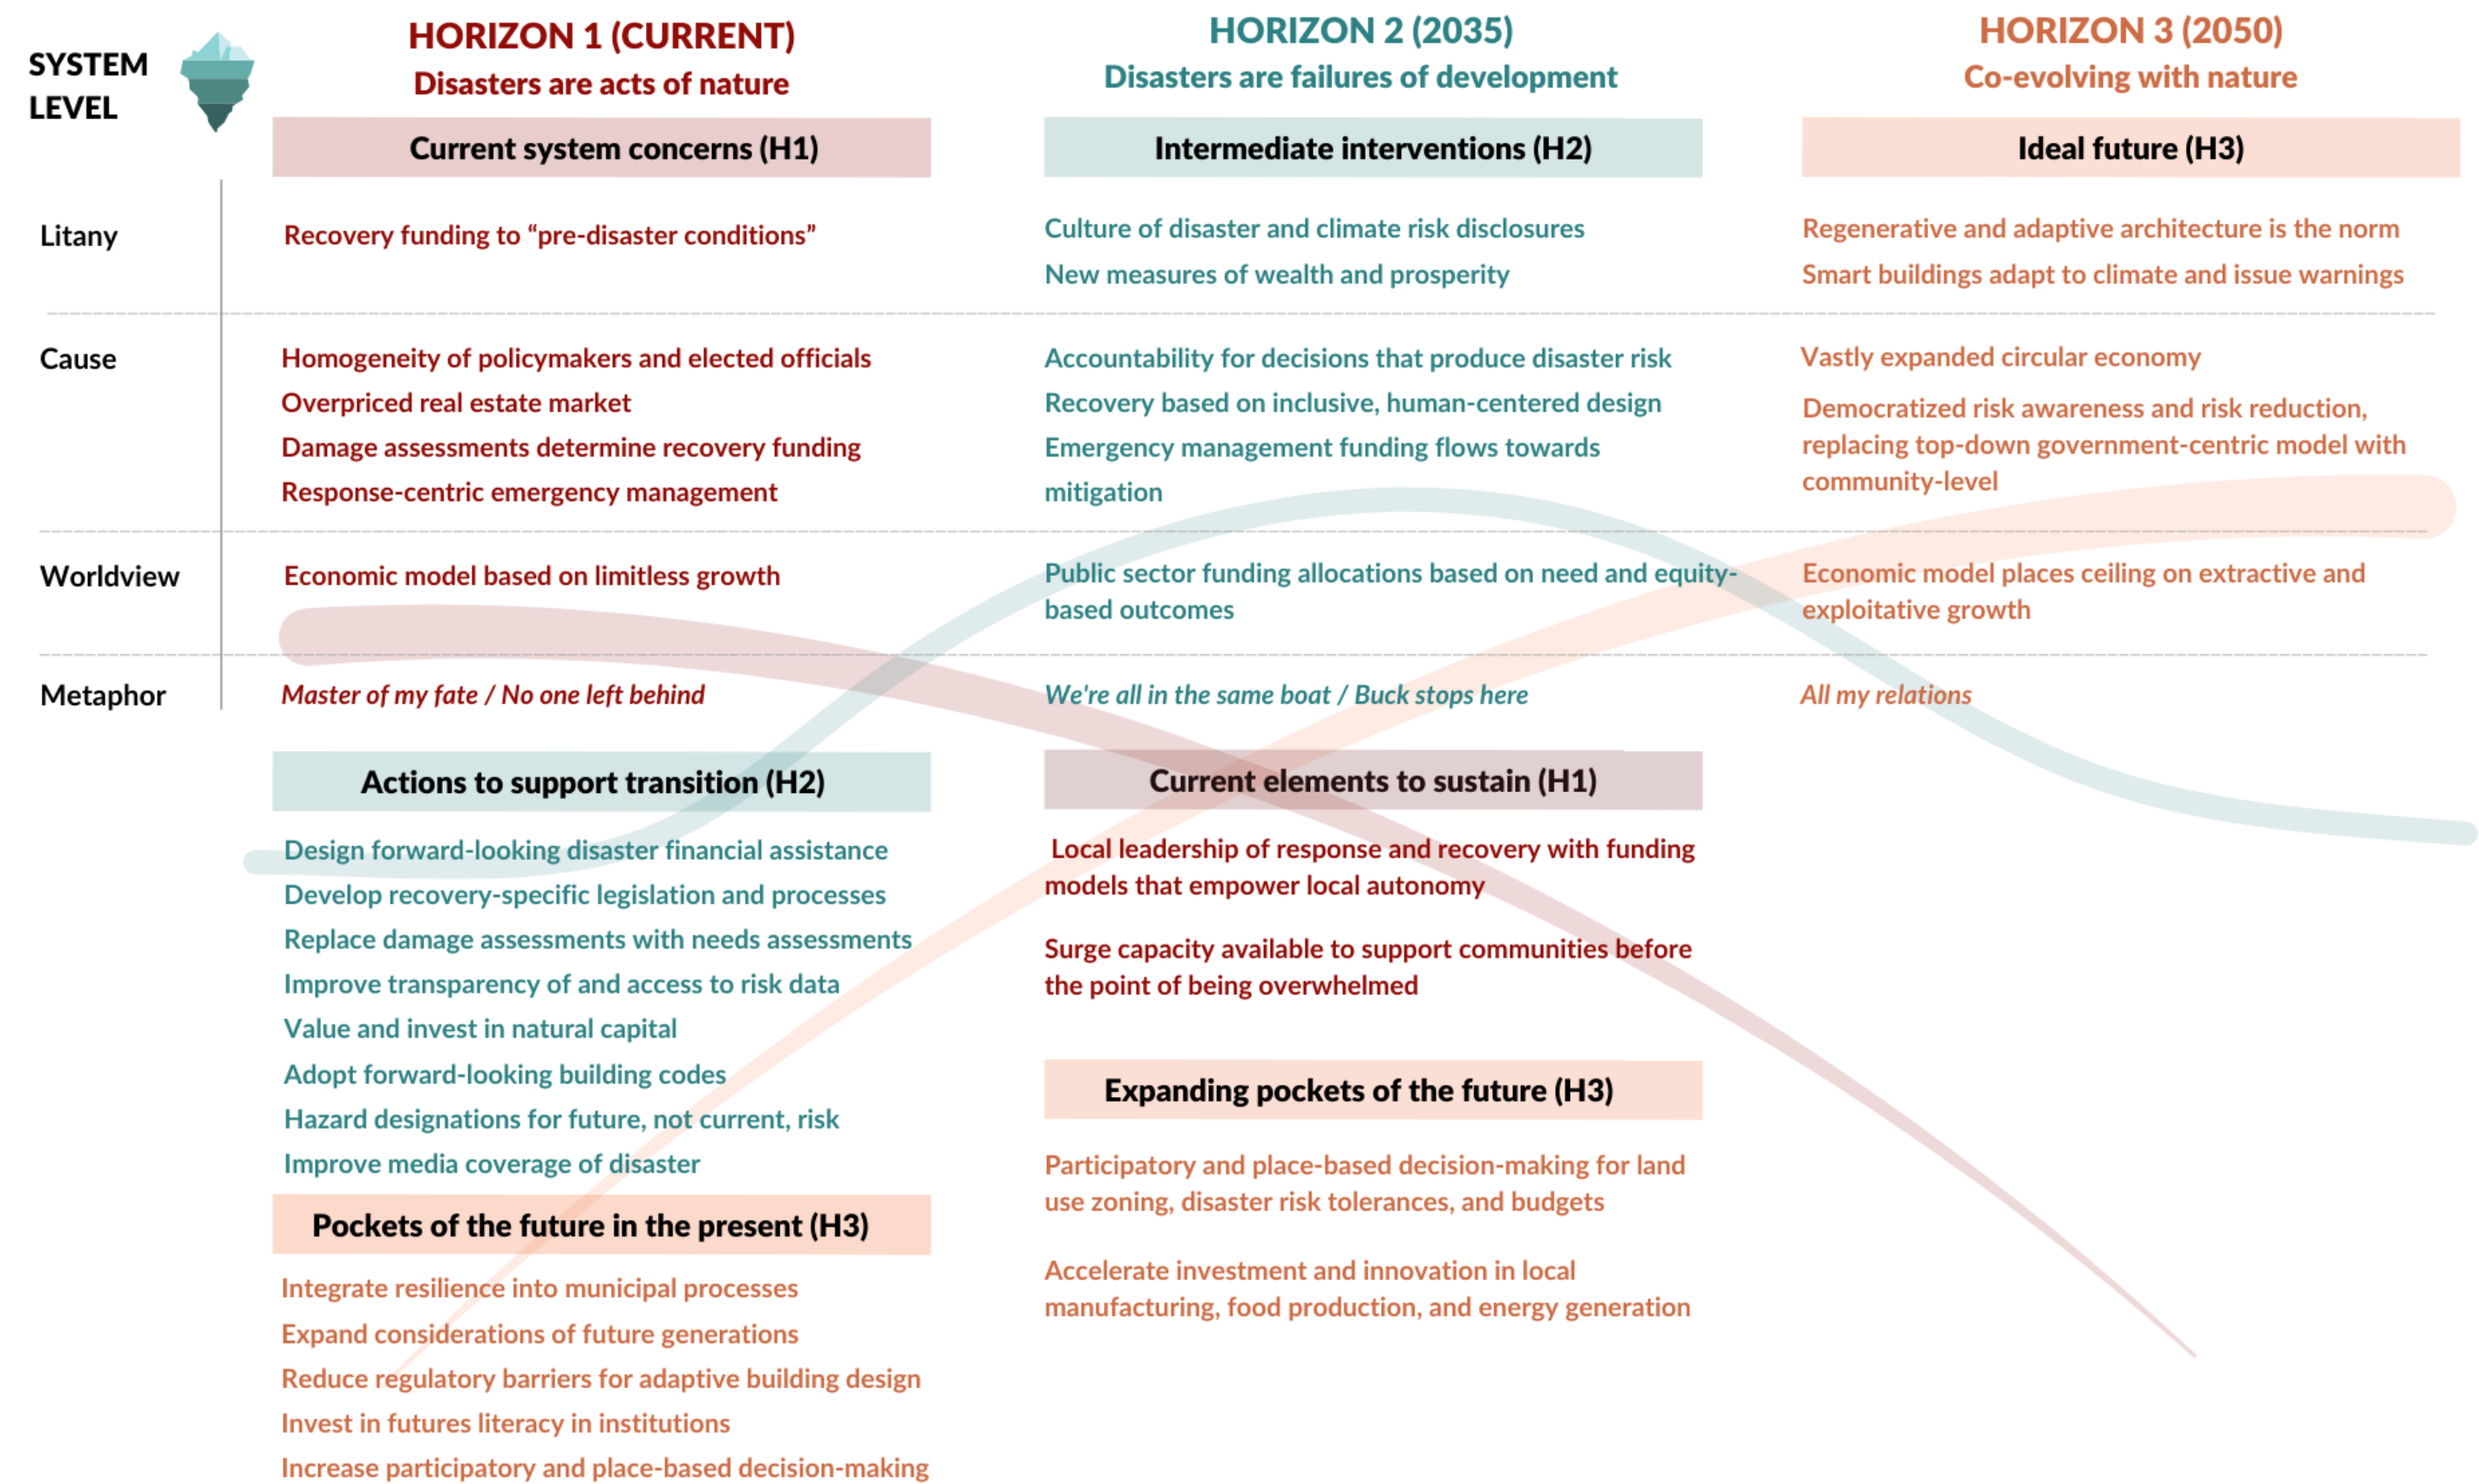 SYSTEM
LEVEL
HORIZON 1 (CURRENT)
Disasters are acts of nature
HORIZON 2 (2035)
Disasters are failures of development
HORIZON 3 (2050)
Co-evolving with nature
Current system concerns (H1)
Intermediate interventions (H2)
Ideal future (H3)
Litany
Recovery funding to “pre-disaster conditions”
Culture of disaster and climate risk disclosures
New measures of wealth and prosperity
Regenerative and adaptive architecture is the norm
Smart buildings adapt to climate and issue warnings
Cause
Homogeneity of policymakers and elected officials
Overpriced real estate market
Damage assessments determine recovery funding
Response-centric emergency management
Accountability for decisions that produce disaster risk
Recovery based on inclusive, human-centered design
Emergency management funding flows towards
mitigation
Vastly expanded circular economy
Democratized risk awareness and risk reduction,
replacing top-down government-centric model with
community-level
Worldview
Economic model based on limitless growth
Public sector funding allocations based on need and equity-
based outcomes
Economic model places ceiling on extractive and
exploitative growth
Metaphor
Master of my fate / No one left behind
We're all in the same boat / Buck stops here
All my relations
Actions to support transition (H2)
Design forward-looking disaster financial assistance
Develop recovery-specific legislation and processes
Replace damage assessments with needs assessments
Improve transparency of and access to risk data
Value and invest in natural capital
Adopt forward-looking building codes
Hazard designations for future, not current, risk
Improve media coverage of disaster
Pockets of the future in the present (H3)
Integrate resilience into municipal processes
Expand considerations of future generations
Reduce regulatory barriers for adaptive building design
Invest in futures literacy in institutions
Increase participatory and place-based decision-making
Current elements to sustain (H1)
Local leadership of response and recovery with funding
models that empower local autonomy
Surge capacity available to support communities before
the point of being overwhelmed
Expanding pockets of the future (H3)
Participatory and place-based decision-making for land
use zoning, disaster risk tolerances, and budgets
Accelerate investment and innovation in local
manufacturing, food production, and energy generation